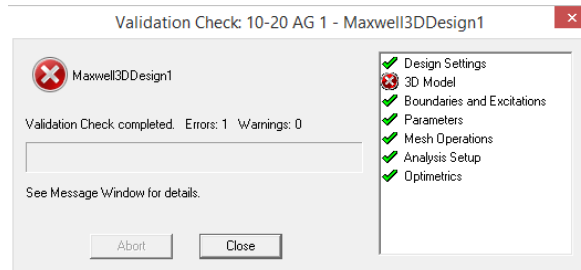 Validation Check: 10-20 AG 1 - Maxwell3DDesign1
Maxwell3DDesign1
Validation Check completed. Errors: 1 Warnings: 0
See Message Window for details.
Abort
Close
Design Settings
3D Model
Boundaries and Excitations
Parameters
Mesh Operations
Analysis Setup
Optimetrics